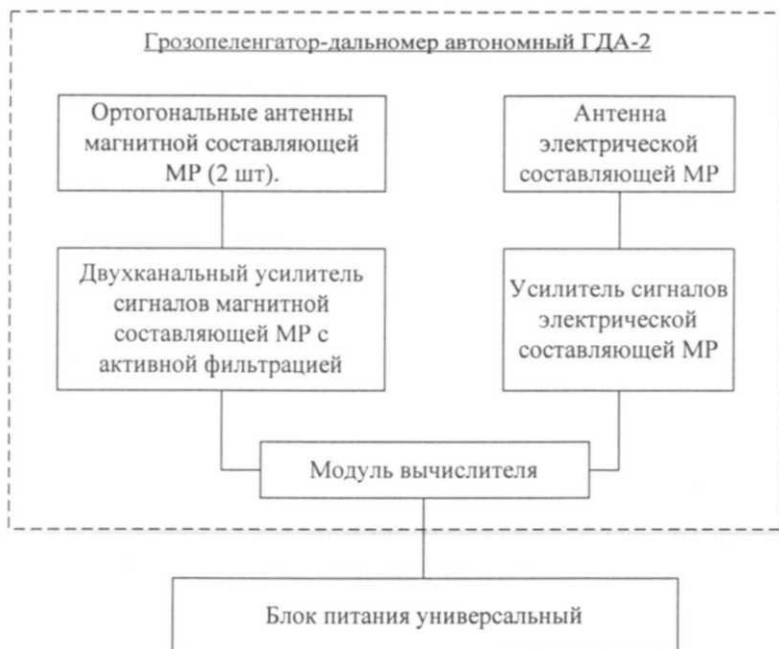 Грозопеленгатор-дальномер автономный ГДА-2
Ортогональные антенны
магнитной составляющей
МР (2 шт).
Антенна
электрической
составляющей МР
Двухканальный усилитель
сигналов магнитной
составляющей МР с
активной фильтрацией
Усилитель сигналов
электрической
составляющей МР
Модуль вычислителя
Блок питания универсальный